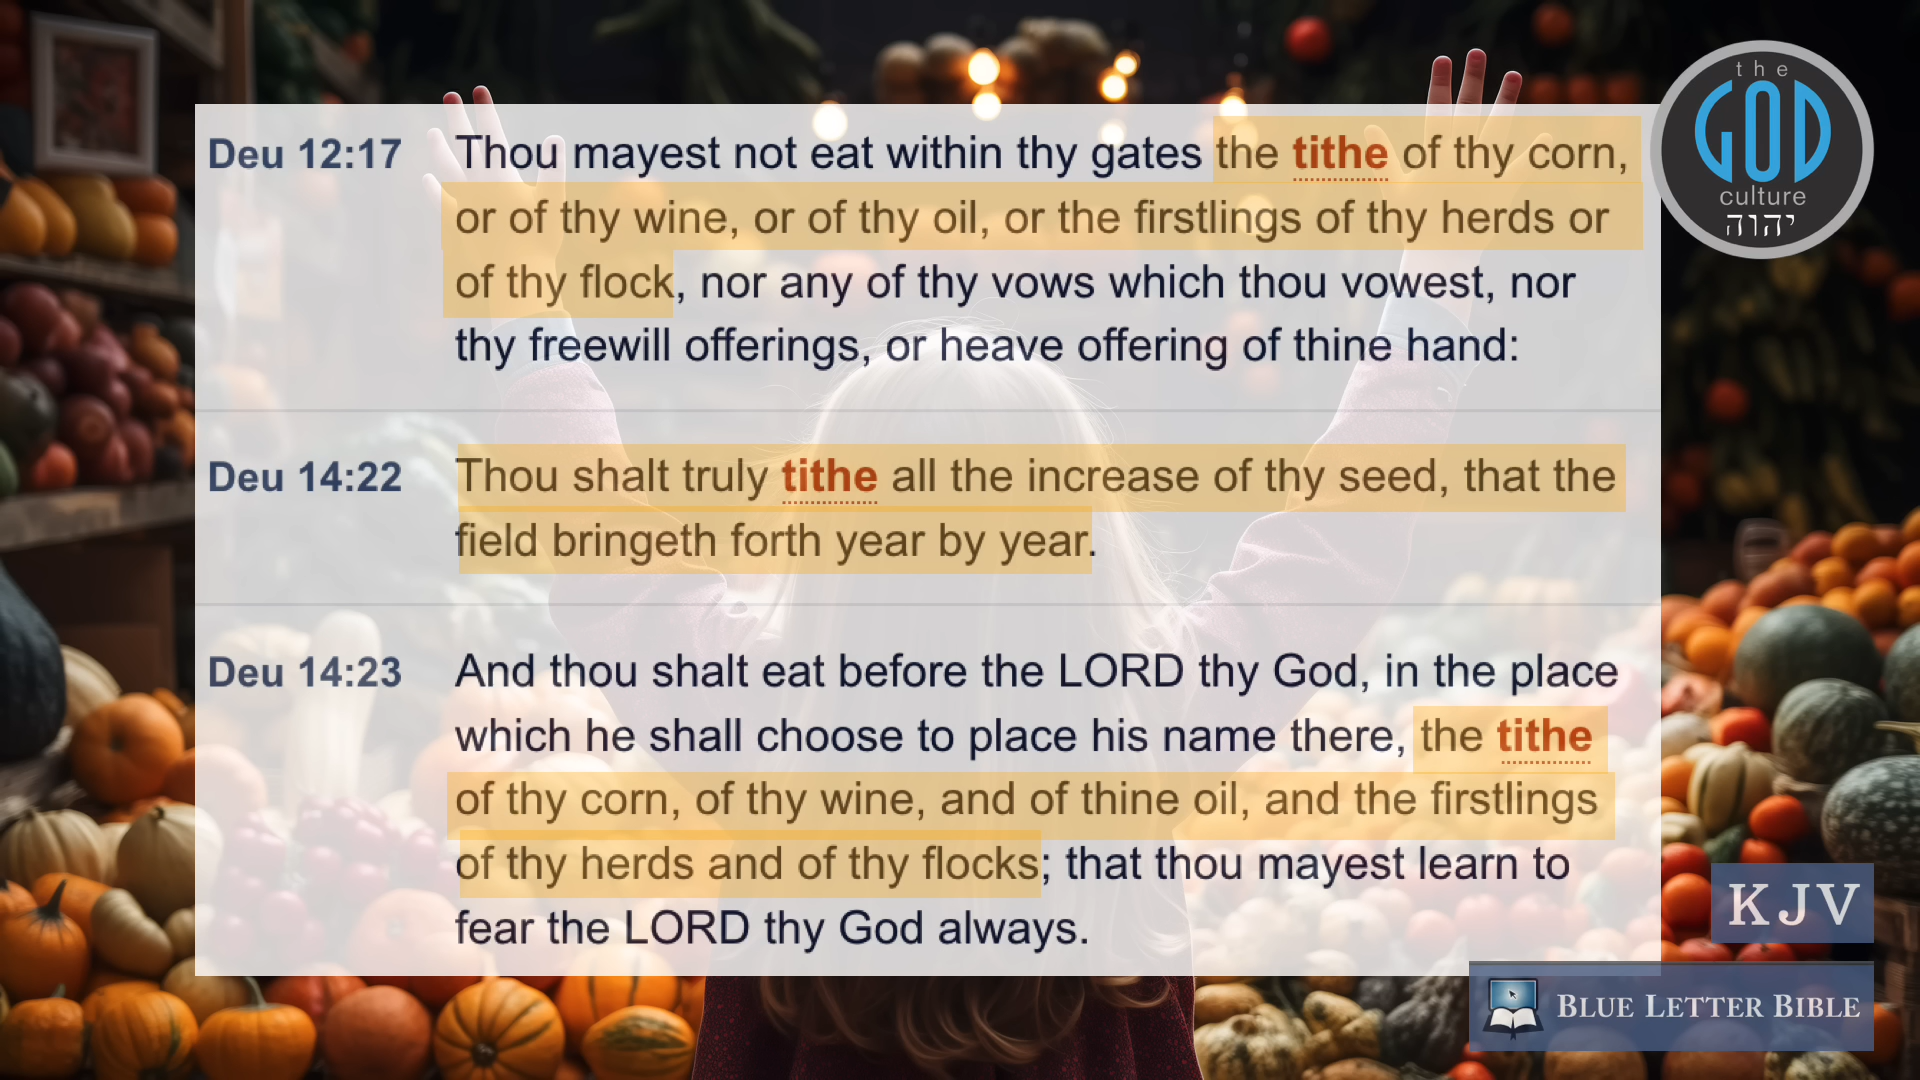 the
GOD
culture
יהוה
Deu 12:17 Thou mayest not eat within thy gates the tithe of thy corn,
or of thy wine, or of thy oil, or the firstlings of thy herds or
of thy flock, nor any of thy vows which thou vowest, nor
thy freewill offerings, or heave offering of thine hand:
Deu 14:22 Thou shalt truly tithe all the increase of thy seed, that the
field bringeth forth year by year.
Deu 14:23 And thou shalt eat before the LORD thy God, in the place
which he shall choose to place his name there, the tithe
of thy corn, of thy wine, and of thine oil, and the firstlings
of thy herds and of thy flocks; that thou mayest learn to
fear the LORD thy God always.
KJV
BLUE LETTER BIBLE